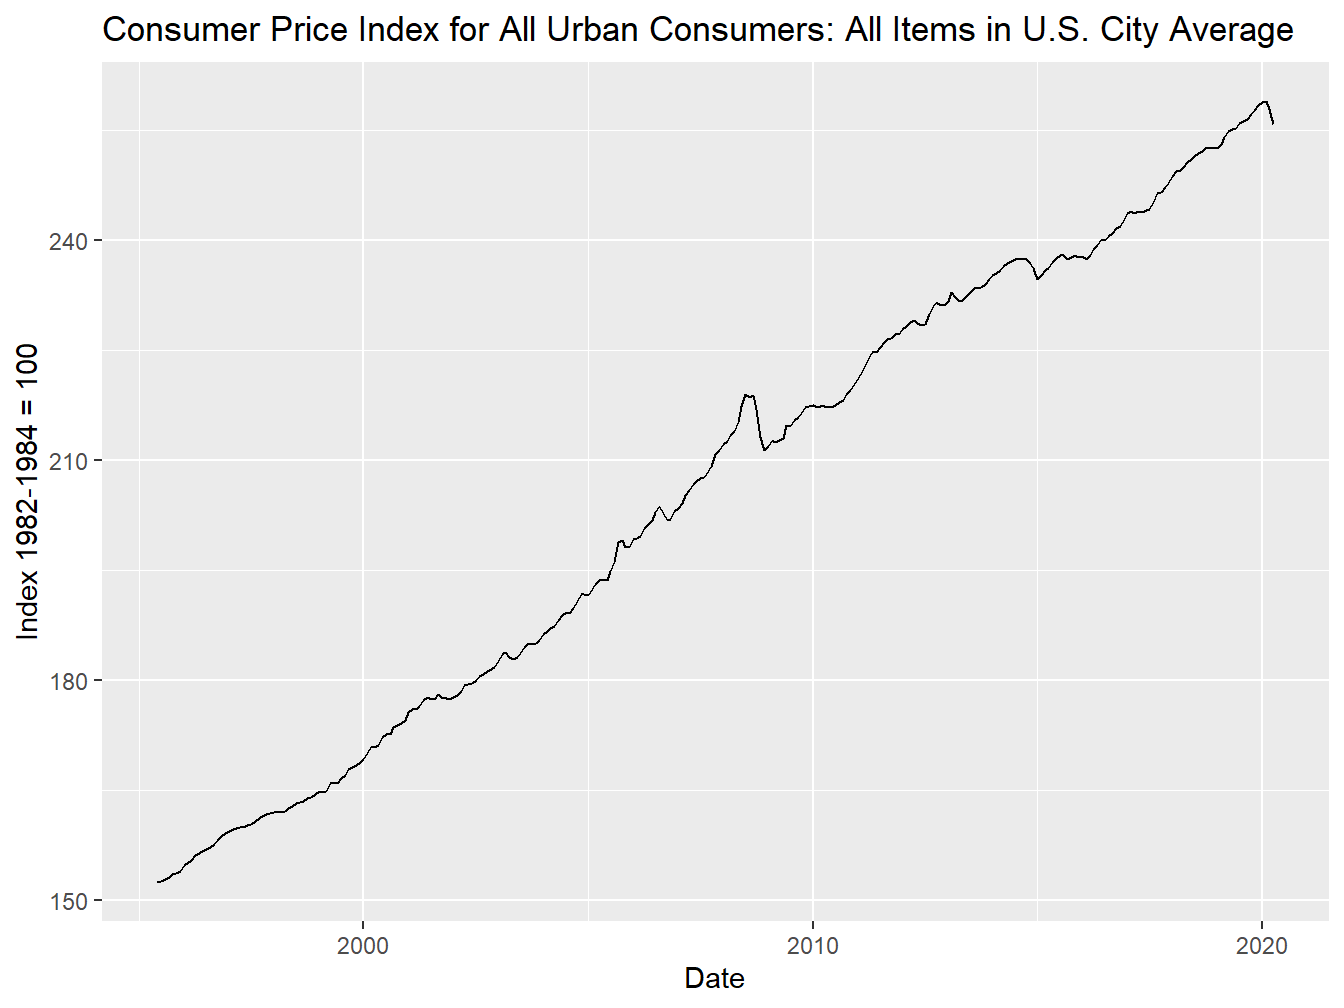 Consumer Price Index for All Urban Consumers: All Items in U.S. City Average
Index 1982-1984 = 100
240
210
180
150
2000
2010
2020
Date